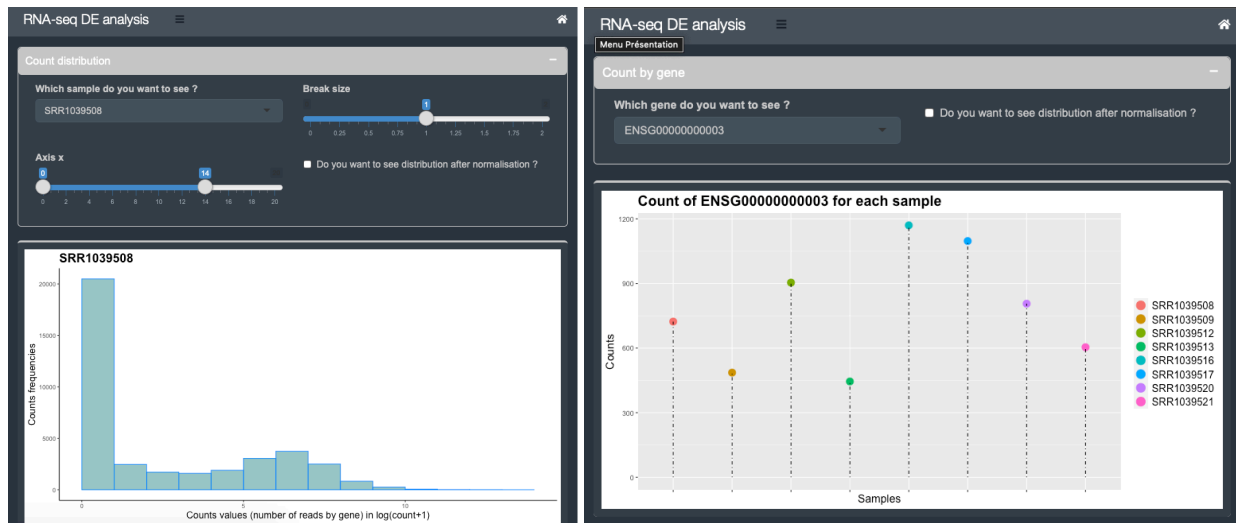 RNA-seq DE analysis
Count distribution
Which sample do you want to see ?
SRR1039508
Break size
1
0 0.25 0.5 0.75 1 1.25 1.5 1.75 2
Axis x
0 14
0 2 4 6 8 10 12 14 16 18 20
Do you want to see distribution after normalisation ?
SRR1039508
20000
15000
10000
5000
0
Counts frequencies
0 5 10
Counts values (number of reads by gene) in log(count+1)
RNA-seq DE analysis
Menu Présentation
Count by gene
Which gene do you want to see ?
ENSG00000000003
Do you want to see distribution after normalisation ?
Count of ENSG00000000003 for each sample
1200
900
600
300
0
Counts
Samples
SRR1039508
SRR1039509
SRR1039512
SRR1039513
SRR1039516
SRR1039517
SRR1039520
SRR1039521